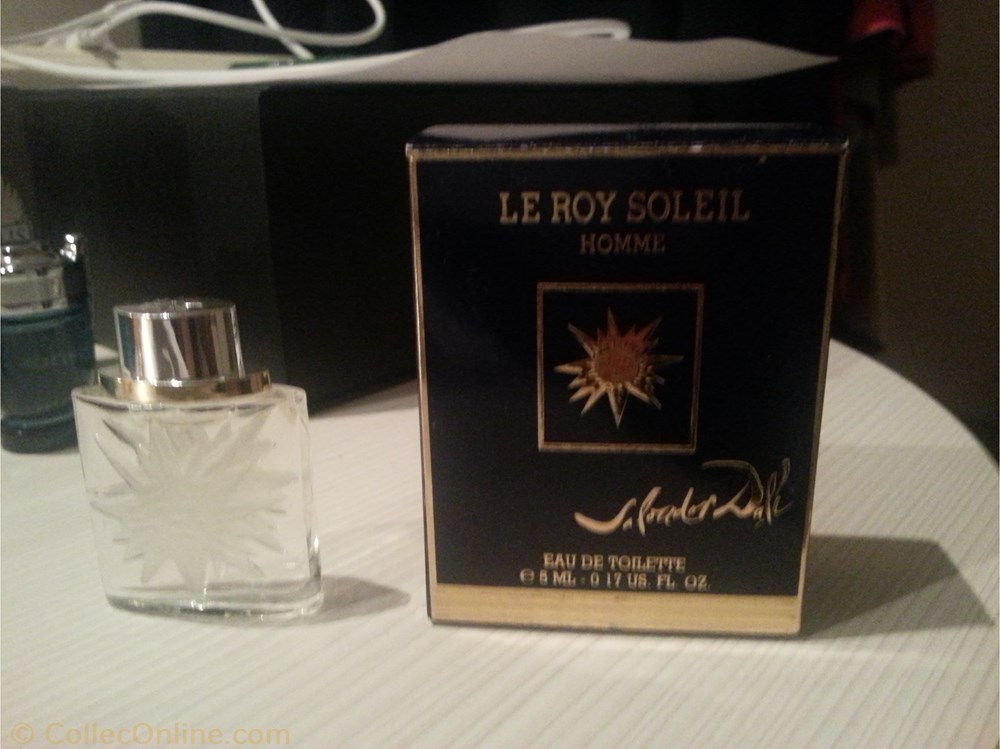 LE ROY SOLEIL
HOMME
Salvador Dalí
EAU DE TOILETTE
℮ 5 ML - 0.17 US. FL. OZ.
© CollecOnline.com